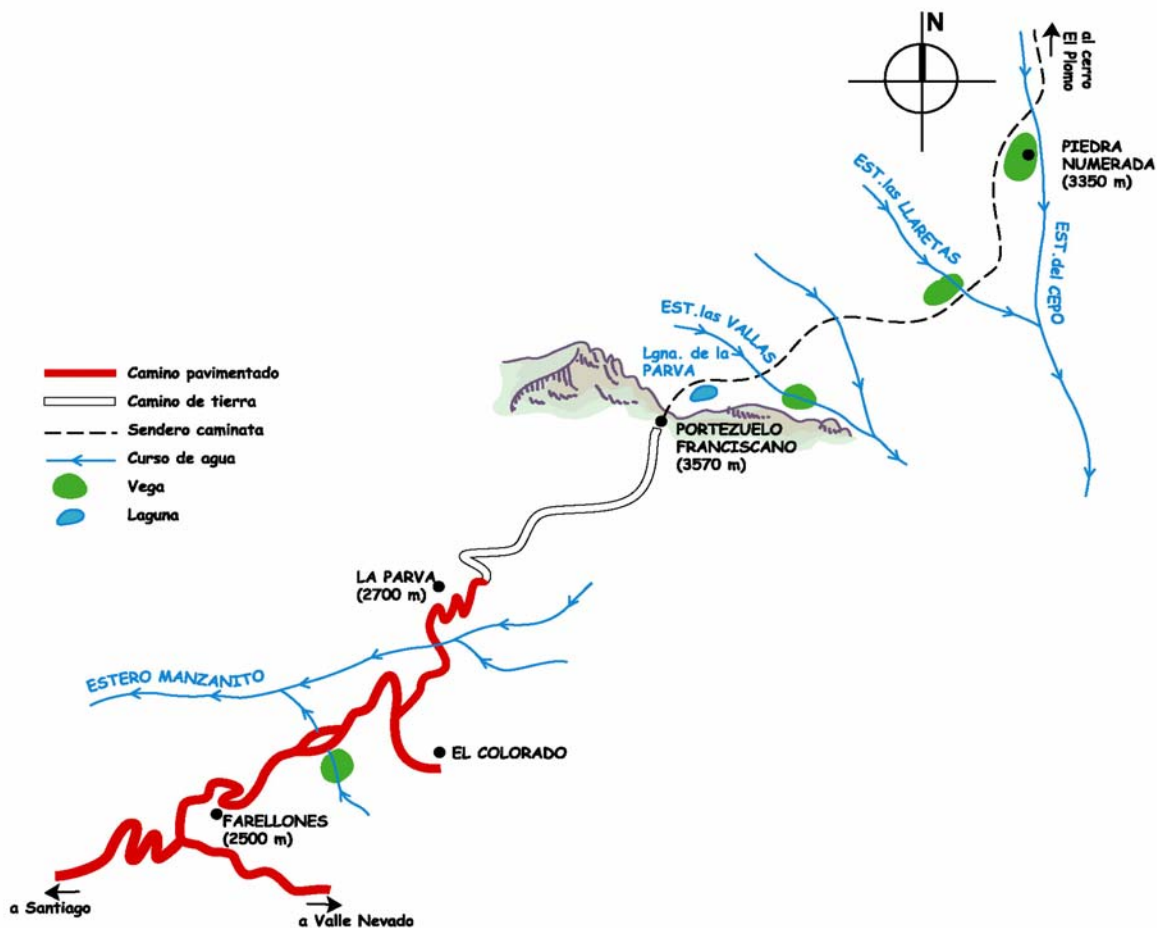 N
al cerro
El Plomo
PIEDRA
NUMERADA
(3350 m)
EST.las LLARETAS
EST.del CEPO
EST.las VALLAS
Lgna. de la
PARVA
PORTEZUELO
FRANCISCANO
(3570 m)
Camino pavimentado
Camino de tierra
Sendero caminata
Curso de agua
Vega
Laguna
LA PARVA
(2700 m)
ESTERO MANZANITO
EL COLORADO
FARELLONES
(2500 m)
a Santiago
a Valle Nevado